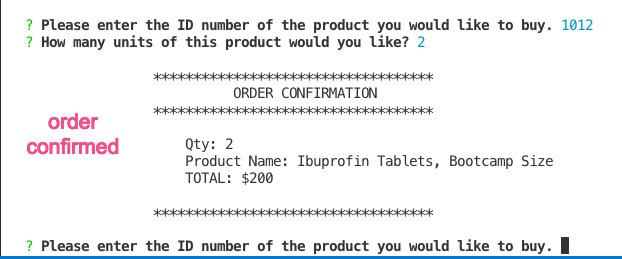 ? Please enter the ID number of the product you would like to buy. 1012
? How many units of this product would you like? 2
***********************************
ORDER CONFIRMATION
***********************************
order
confirmed
Qty: 2
Product Name: Ibuprofin Tablets, Bootcamp Size
TOTAL: $200
***********************************
? Please enter the ID number of the product you would like to buy.